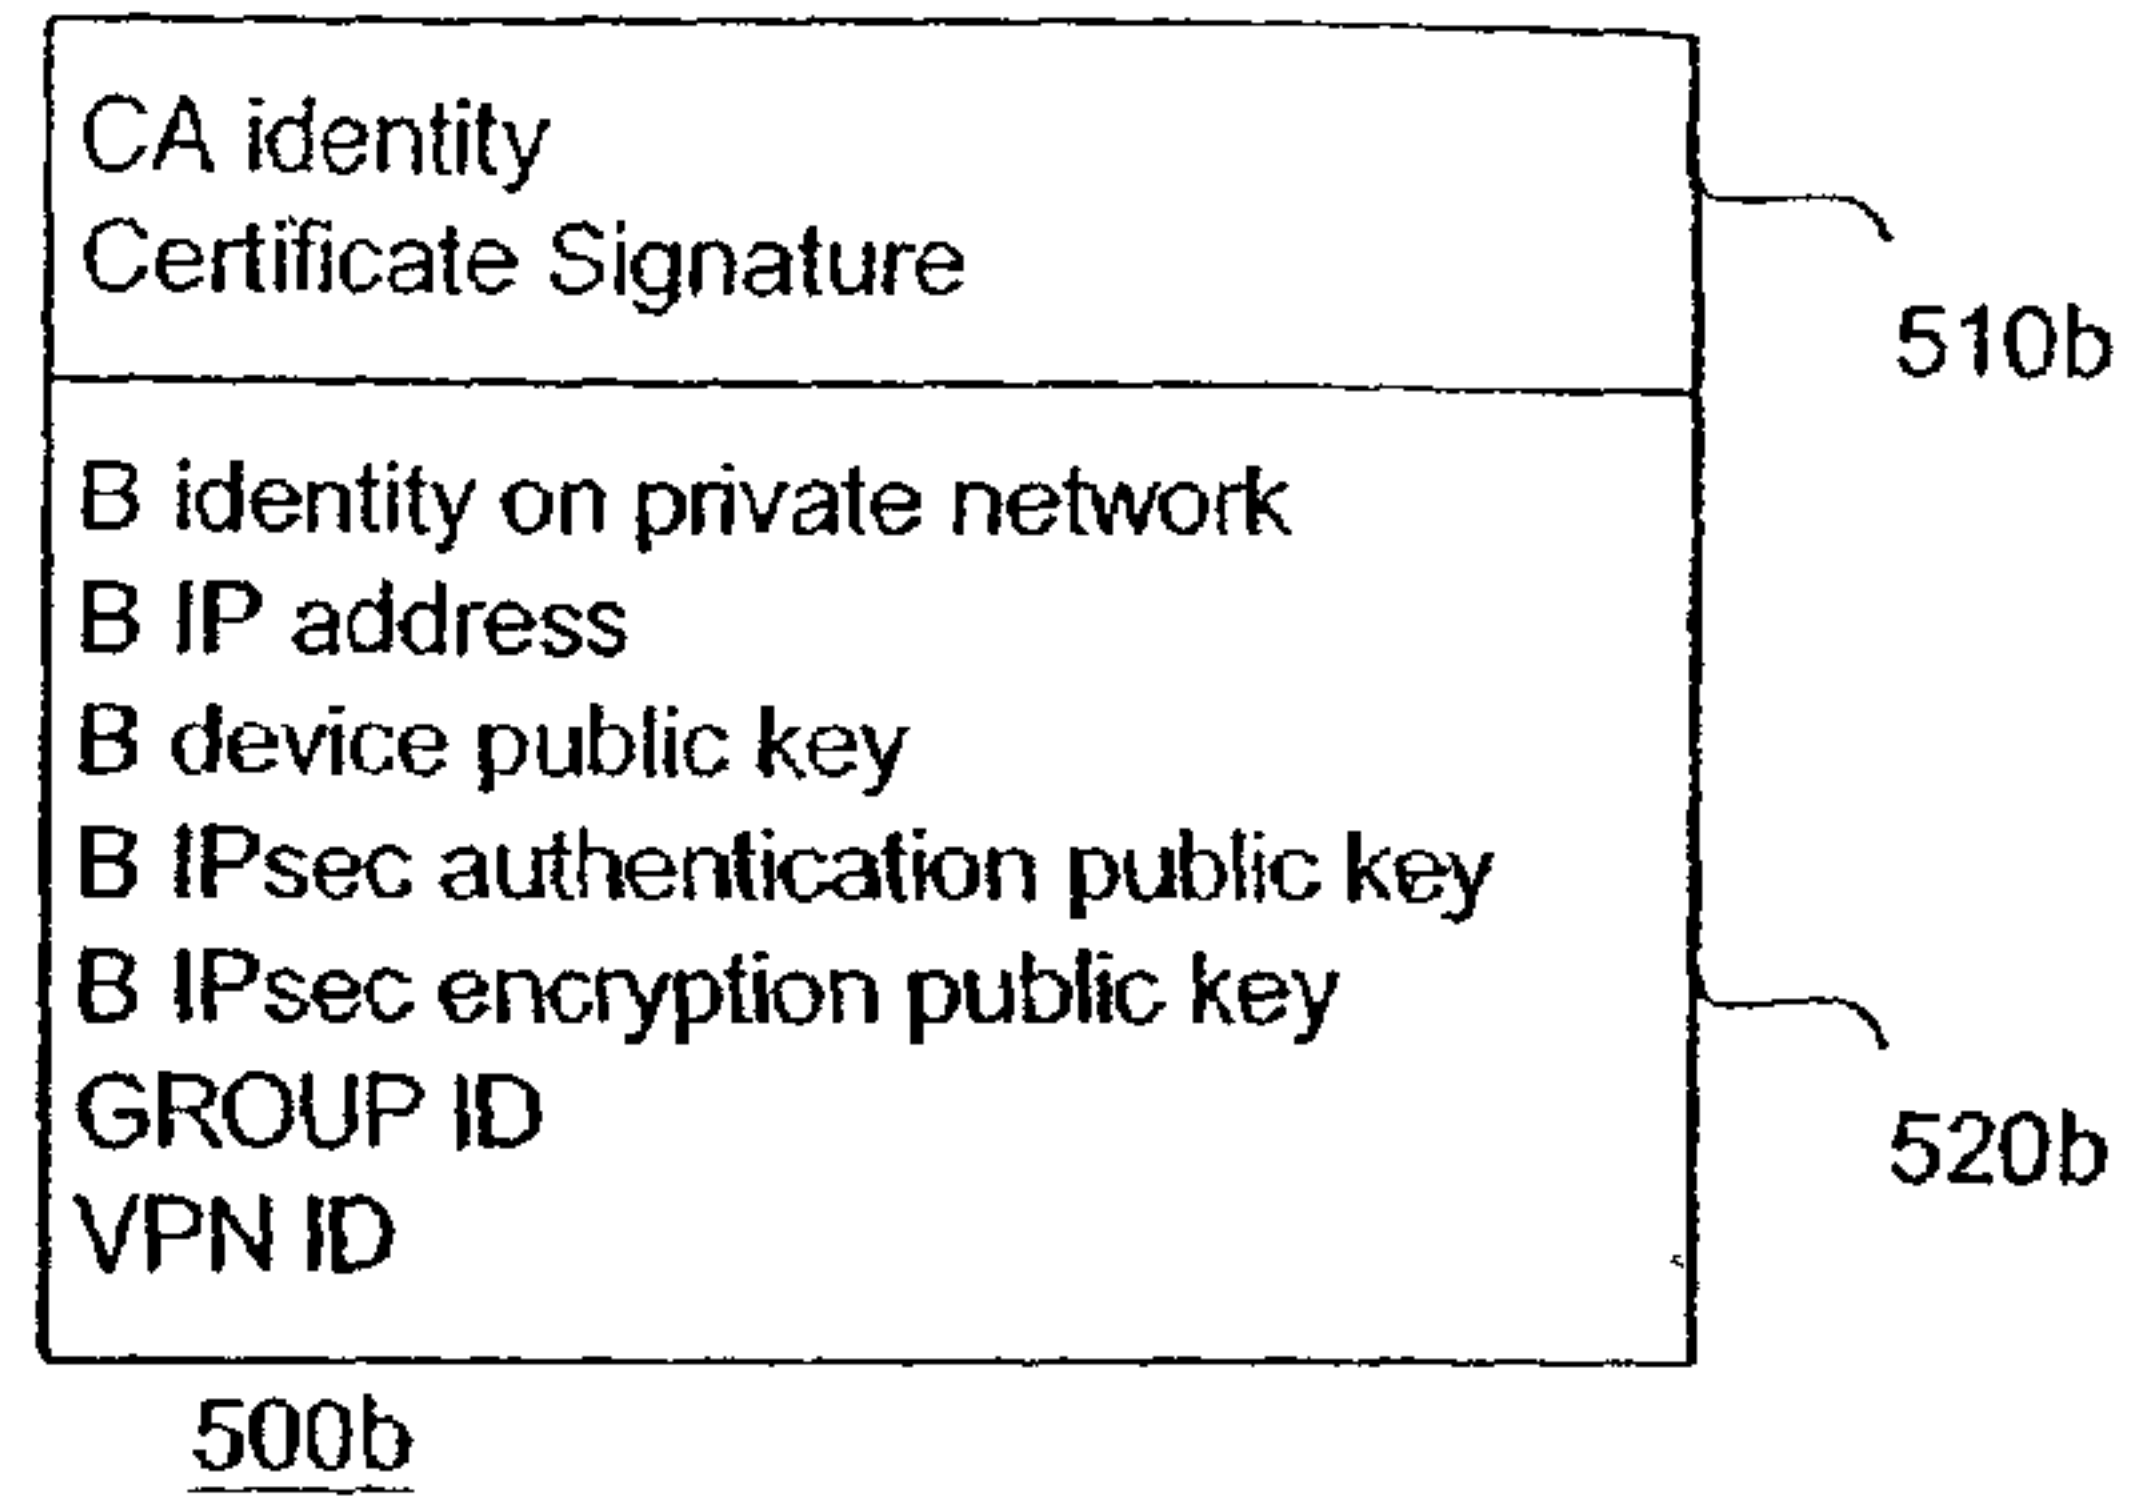 CA identity
Certificate Signature
510b
B identity on private network
B IP address
B device public key
B IPsec authentication public key
B IPsec encryption public key
GROUP ID
VPN ID
520b
500b